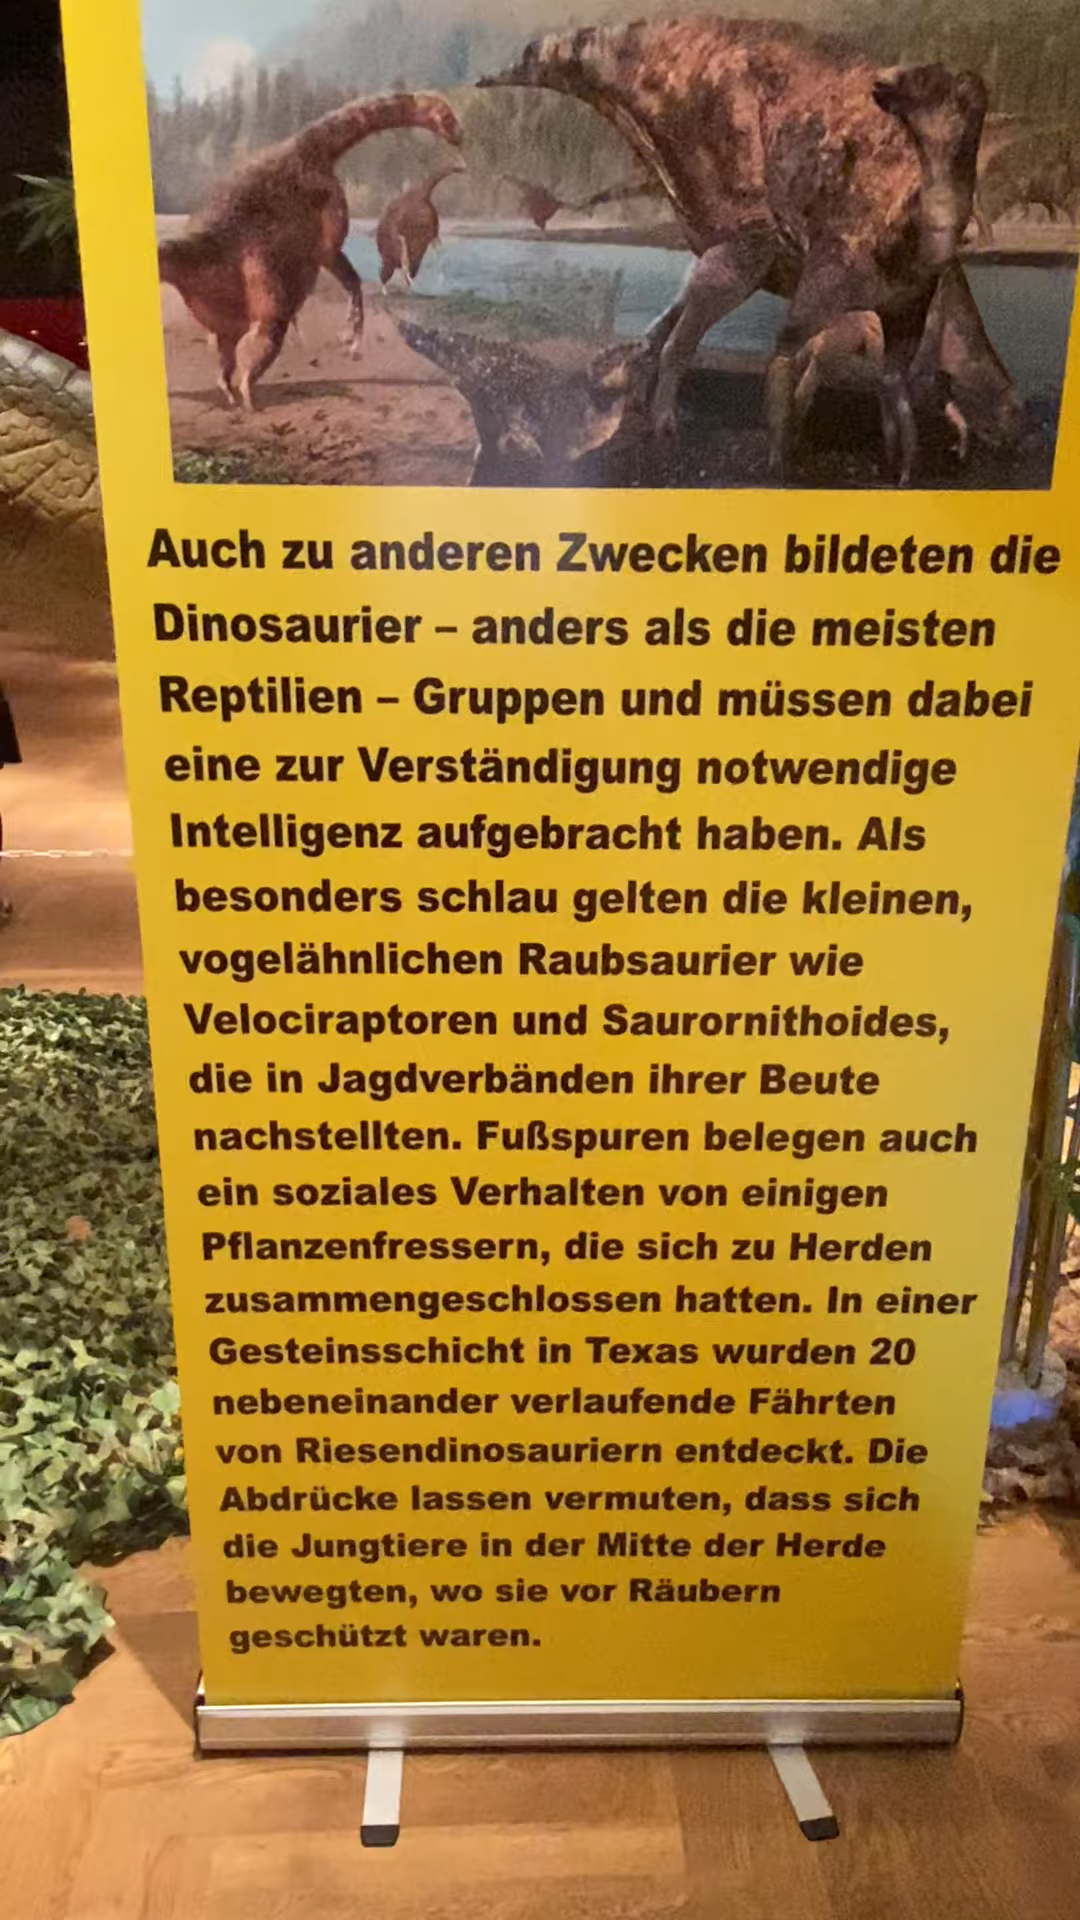 Auch zu anderen Zwecken bildeten die
Dinosaurier – anders als die meisten
Reptilien – Gruppen und müssen dabei
eine zur Verständigung notwendige
Intelligenz aufgebracht haben. Als
besonders schlau gelten die kleinen,
vogelähnlichen Raubsaurier wie
Velociraptoren und Saurornithoides,
die in Jagdverbänden ihrer Beute
nachstellten. Fußspuren belegen auch
ein soziales Verhalten von einigen
Pflanzenfressern, die sich zu Herden
zusammengeschlossen hatten. In einer
Gesteinsschicht in Texas wurden 20
nebeneinander verlaufende Fährten
von Riesendinosauriern entdeckt. Die
Abdrücke lassen vermuten, dass sich
die Jungtiere in der Mitte der Herde
bewegten, wo sie vor Räubern
geschützt waren.